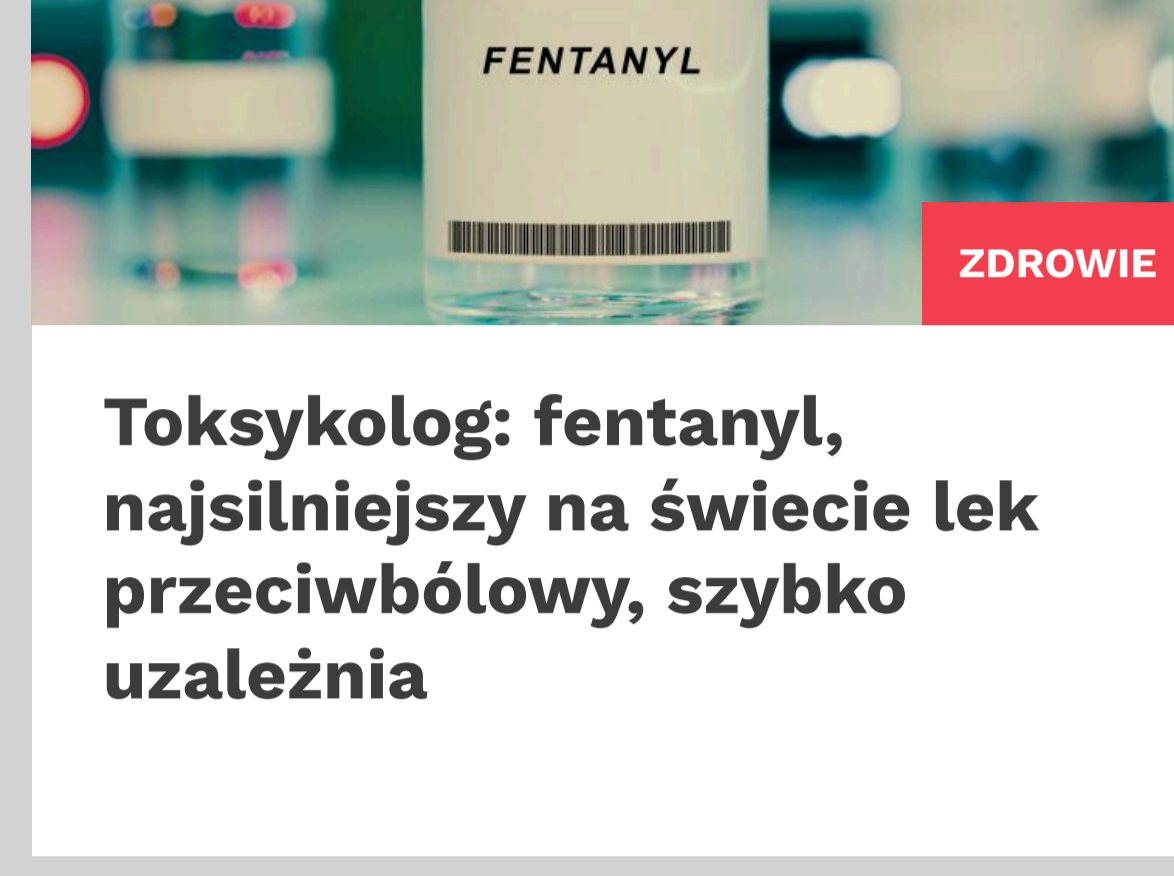 FENTANYL
ZDROWIE
Toksykolog: fentanyl,
najsilniejszy na świecie lek
przeciwbólowy, szybko
uzależnia